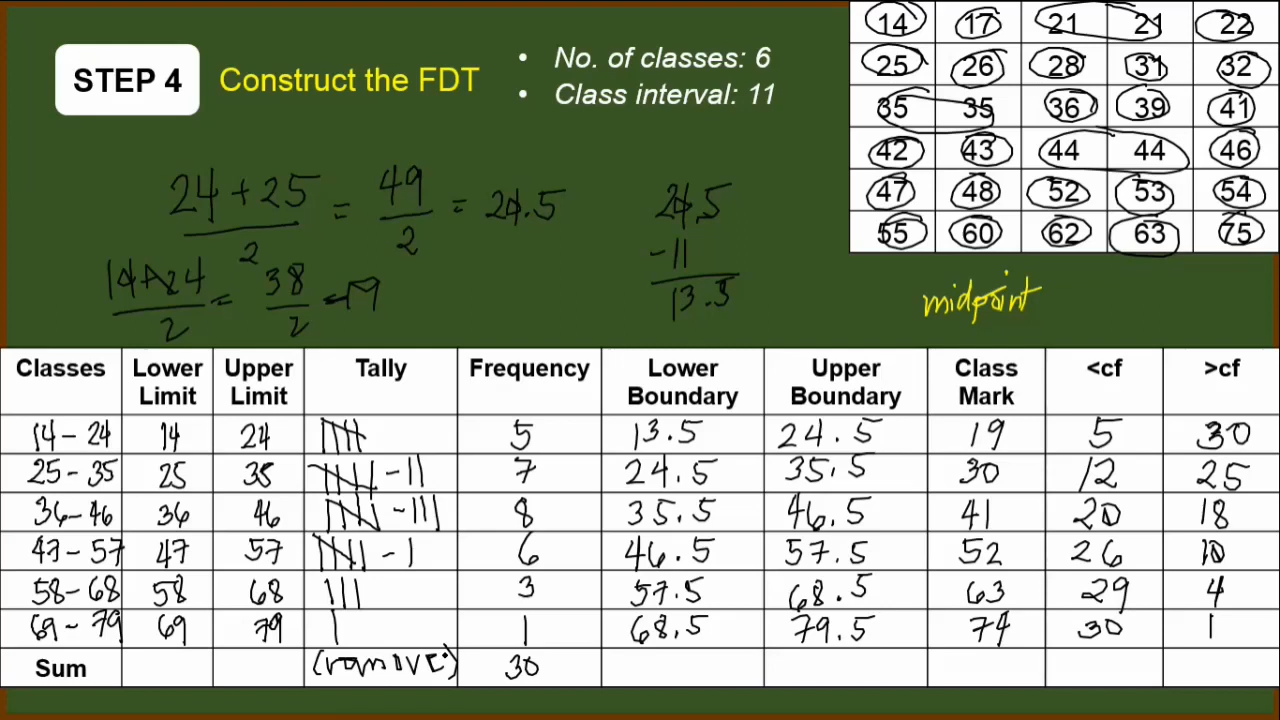 STEP 4 Construct the FDT
• No. of classes: 6
• Class interval: 11
14 17 21 21 22
25 26 28 31 32
35 35 36 39 41
42 43 44 44 46
47 48 52 53 54
55 60 62 63 75
24 + 25 / 2 = 49 / 2 = 24.5
24.5
-11
13.5
14+24 / 2 = 38 / 2 = 19
midpoint
Classes Lower Limit Upper Limit Tally Frequency Lower Boundary Upper Boundary Class Mark <cf >cf
14 - 24 14 24 |||| 5 13.5 24.5 19 5 30
25 - 35 25 35 |||| - || 7 24.5 35.5 30 12 25
36 - 46 36 46 |||| - ||| 8 35.5 46.5 41 20 18
47 - 57 47 57 |||| - | 6 46.5 57.5 52 26 10
58 - 68 58 68 ||| 3 57.5 68.5 63 29 4
69 - 79 69 79 | 1 68.5 79.5 74 30 1
Sum (remove) 30